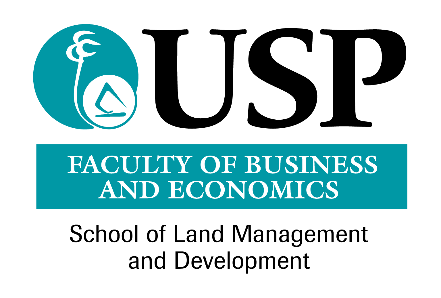 USP
FACULTY OF BUSINESS
AND ECONOMICS
School of Land Management
and Development